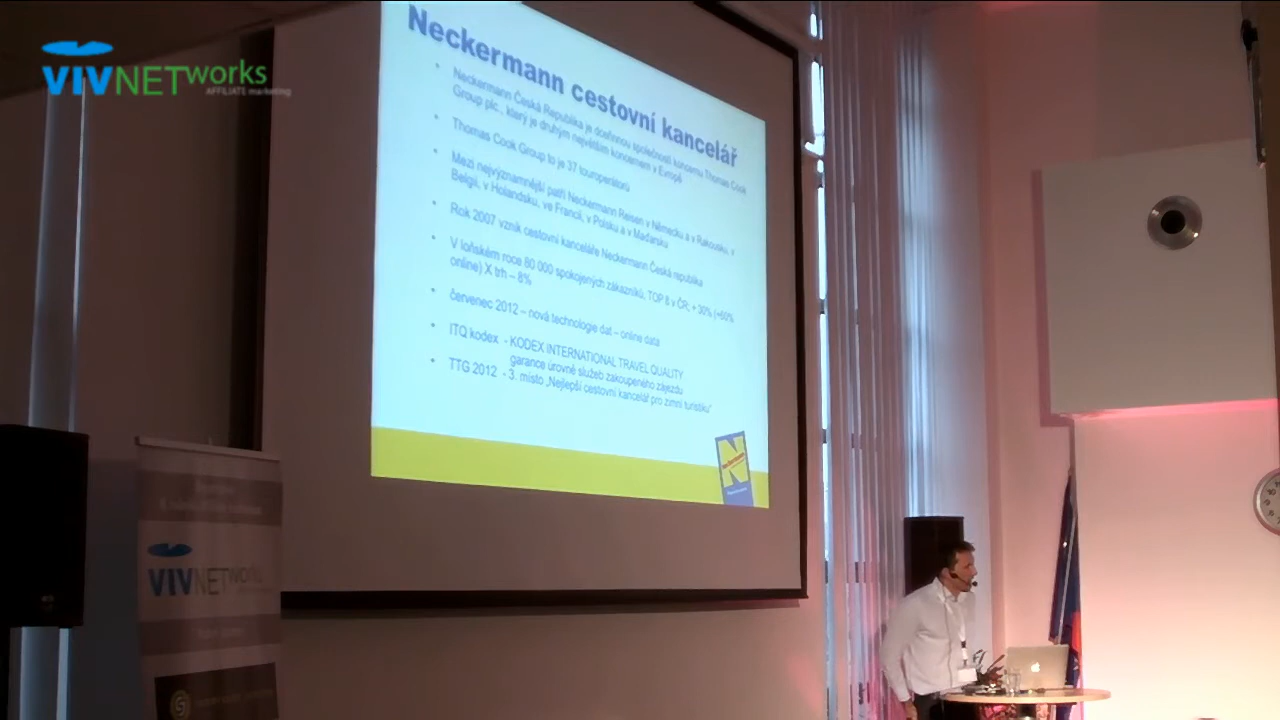 VIVNETworks
AFFILIATE marketing
Neckermann cestovní kancelář
Neckermann Česká Republika je dceřinnou společností koncernu Thomas Cook
Group plc., který je druhým největším koncernem v Evropě
Thomas Cook Group to je 37 touroperátorů
Mezi nejvýznamnější patří Neckermann Reisen v Německu a v Rakousku, v
Belgii, v Holandsku, ve Francii, v Polsku a v Maďarsku
Rok 2007 vznik cestovní kanceláře Neckermann Česká republika
V loňském roce 80 000 spokojených zákazníků, TOP 8 v ČR; + 30% (+60%
online) X trh – 8%
červenec 2012 – nová technologie dat – online data
ITQ kodex - KODEX INTERNATIONAL TRAVEL QUALITY
garance úrovně služeb zakoupeného zájezdu
TTG 2012 - 3. místo „Nejlepší cestovní kancelář pro zimní turistiku"
N
Neckermann
VIVNETworks